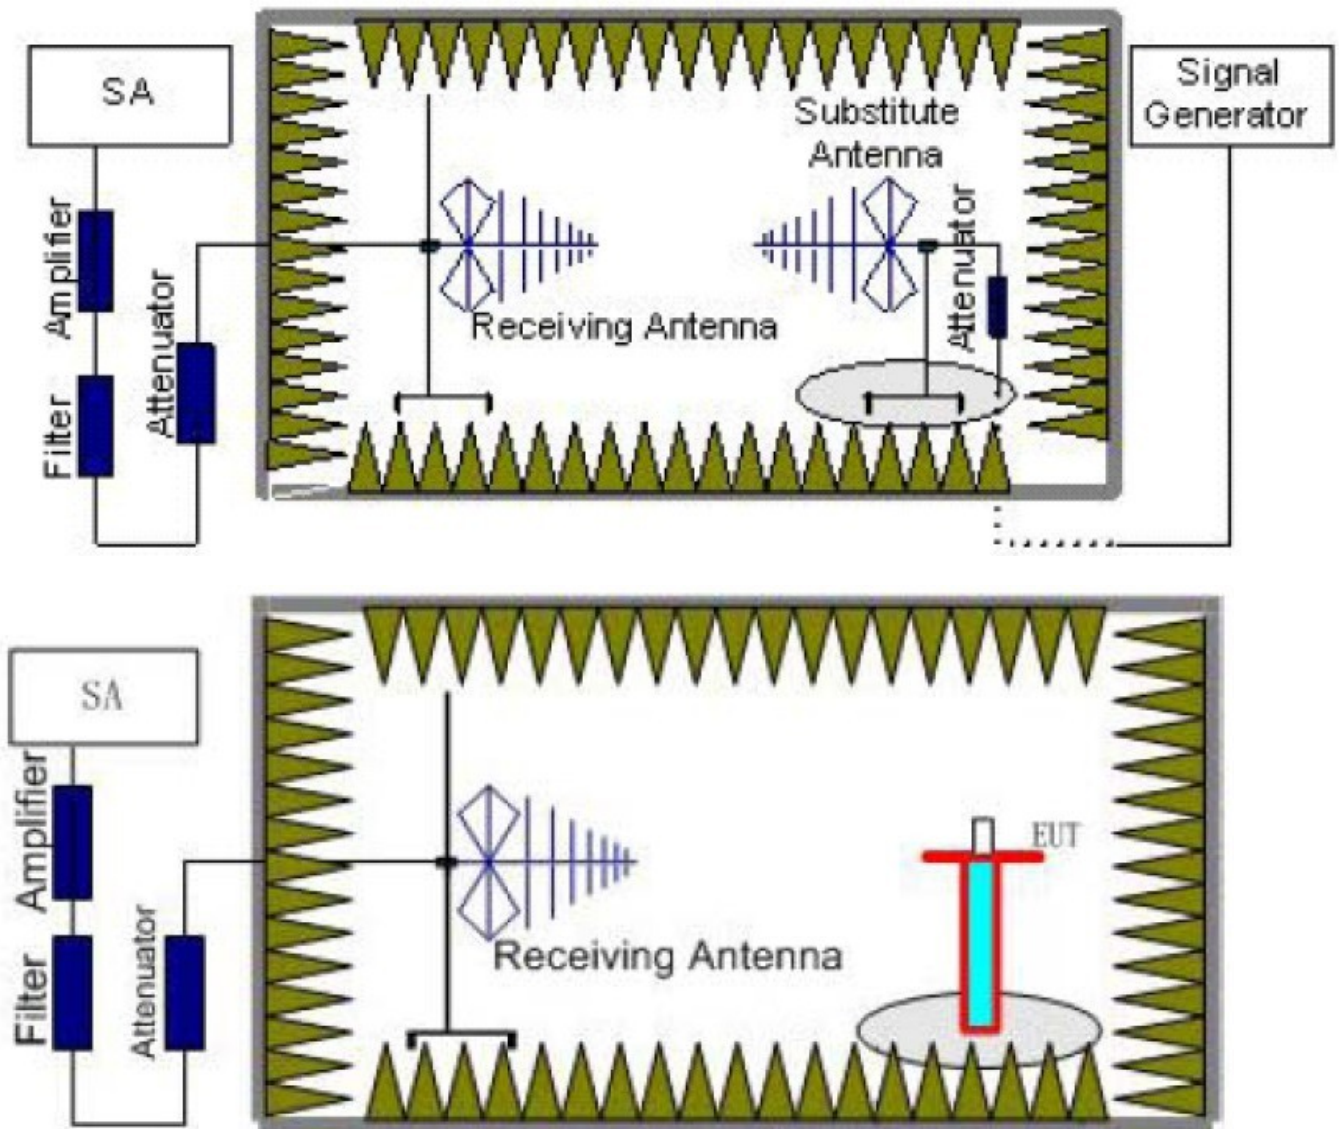 SA
Signal
Generator
Substitute
Antenna
Amplifier
Attenuator
Attenuator
Receiving Antenna
Filter
SA
Amplifier
EUT
Attenuator
Filter
Receiving Antenna